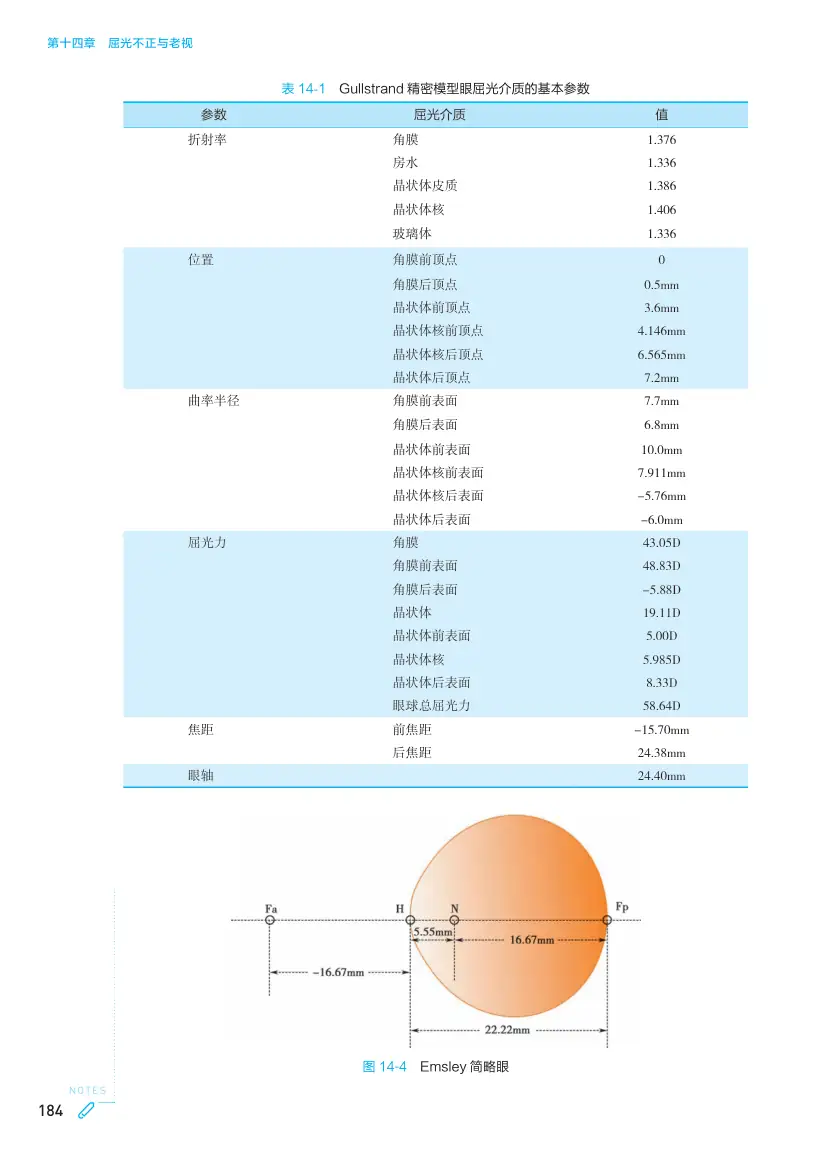 第十四章 屈光不正与老视
表 14-1 Gullstrand 精密模型眼屈光介质的基本参数
参数 屈光介质 值
折射率 角膜 1.376
房水 1.336
晶状体皮质 1.386
晶状体核 1.406
玻璃体 1.336
位置 角膜前顶点 0
角膜后顶点 0.5mm
晶状体前顶点 3.6mm
晶状体核前顶点 4.146mm
晶状体核后顶点 6.565mm
晶状体后顶点 7.2mm
曲率半径 角膜前表面 7.7mm
角膜后表面 6.8mm
晶状体前表面 10.0mm
晶状体核前表面 7.911mm
晶状体核后表面 -5.76mm
晶状体后表面 -6.0mm
屈光力 角膜 43.05D
角膜前表面 48.83D
角膜后表面 -5.88D
晶状体 19.11D
晶状体前表面 5.00D
晶状体核 5.985D
晶状体后表面 8.33D
眼球总屈光力 58.64D
焦距 前焦距 -15.70mm
后焦距 24.38mm
眼轴 24.40mm
Fa H N Fp
5.55mm 16.67mm
-16.67mm
22.22mm
图 14-4 Emsley 简略眼
NOTES
184